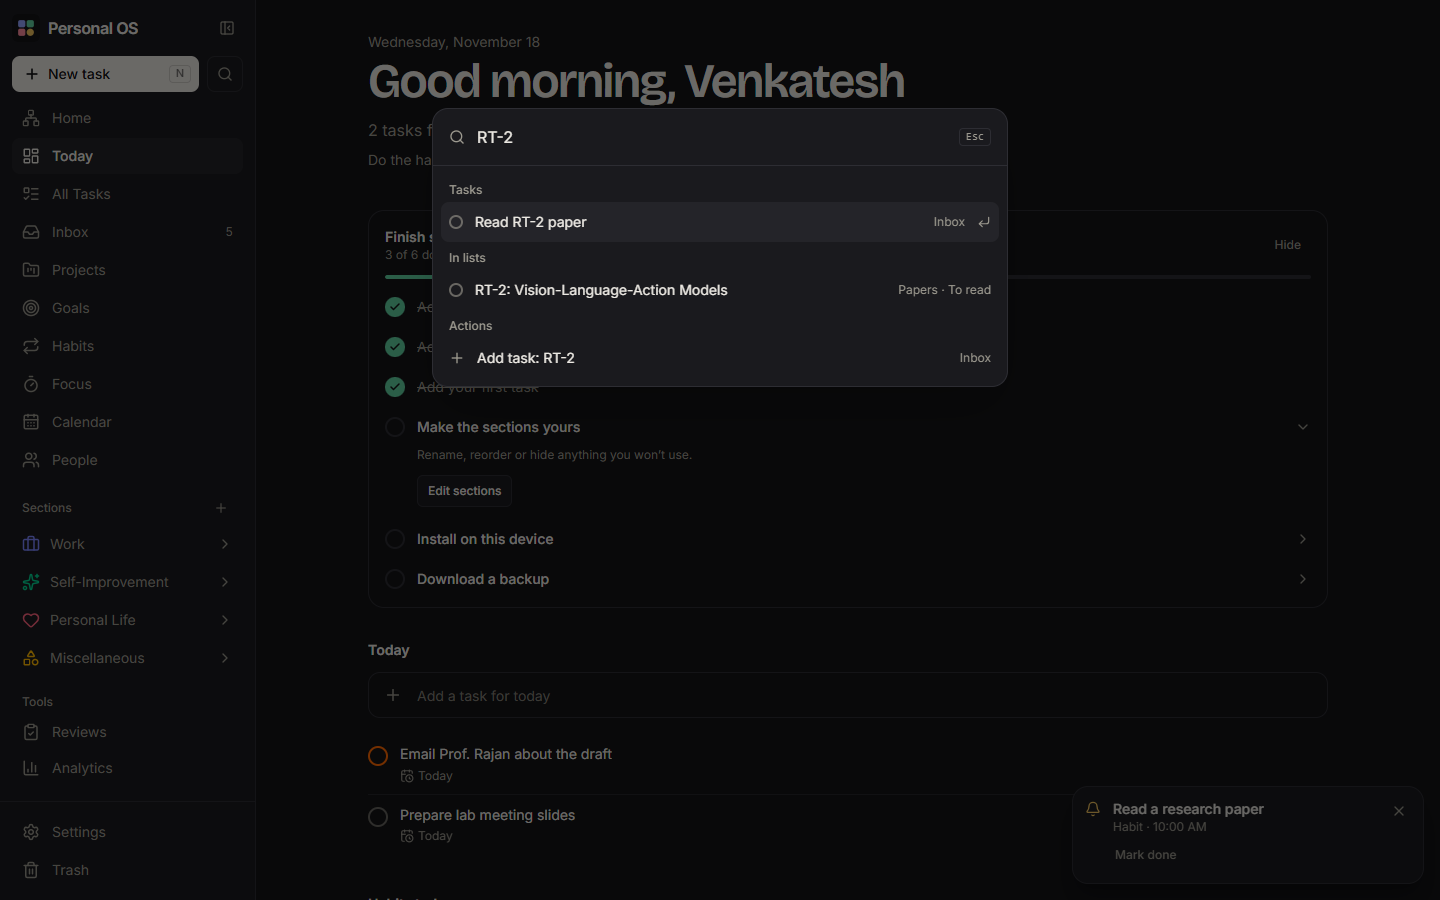 Personal OS
New task
N
Home
Today
All Tasks
Inbox
5
Projects
Goals
Habits
Focus
Calendar
People
Sections
Work
Self-Improvement
Personal Life
Miscellaneous
Tools
Reviews
Analytics
Settings
Trash
Wednesday, November 18
Good morning, Venkatesh
2 tasks
Do the
RT-2
Esc
Tasks
Read RT-2 paper
Inbox
In lists
RT-2: Vision-Language-Action Models
Papers · To read
Actions
Add task: RT-2
Inbox
Finish
3 of 6
Hide
Add your first task
Make the sections yours
Rename, reorder or hide anything you won't use.
Edit sections
Install on this device
Download a backup
Today
Add a task for today
Email Prof. Rajan about the draft
Today
Prepare lab meeting slides
Today
Read a research paper
Habit · 10:00 AM
Mark done